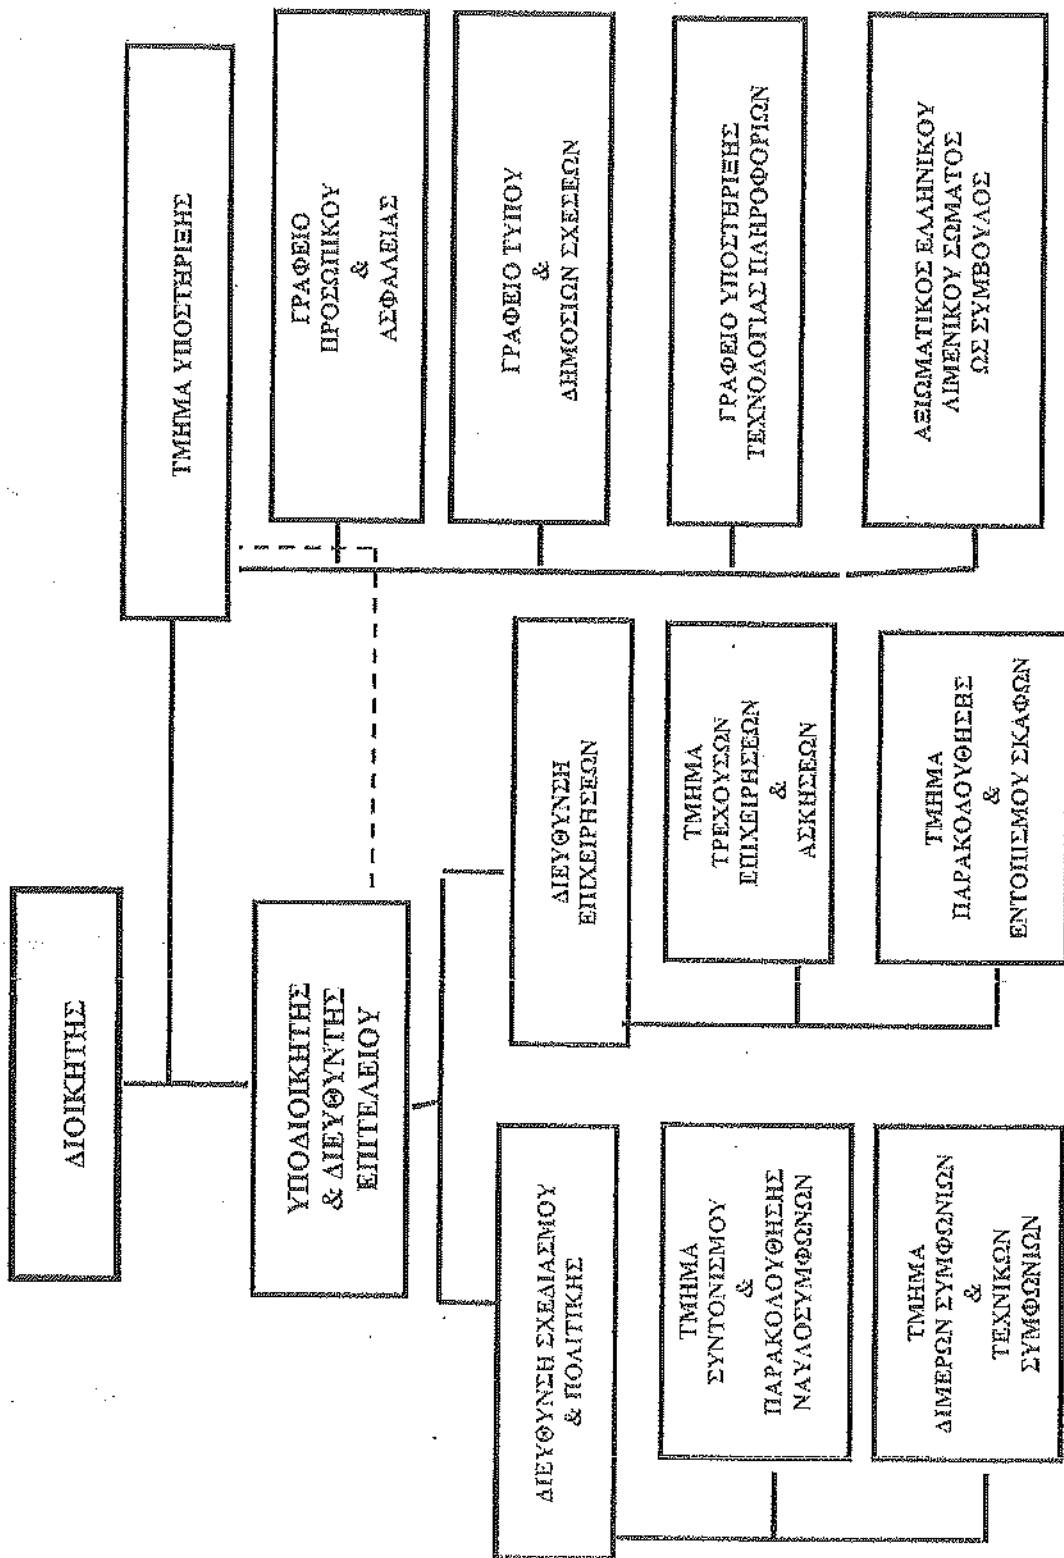 ΔΙΟΙΚΗΤΗΣ
ΤΜΗΜΑ ΥΠΟΣΤΗΡΙΞΗΣ
ΥΠΟΔΙΟΙΚΗΤΗΣ
& ΔΙΕΥΘΥΝΤΗΣ
ΕΠΙΤΕΛΕΙΟΥ
ΓΡΑΦΕΙΟ
ΠΡΟΣΩΠΙΚΟΥ
&
ΑΣΦΑΛΕΙΑΣ
ΓΡΑΦΕΙΟ ΤΥΠΟΥ
&
ΔΗΜΟΣΙΩΝ ΣΧΕΣΕΩΝ
ΓΡΑΦΕΙΟ ΥΠΟΣΤΗΡΙΞΗΣ
ΤΕΧΝΟΛΟΓΙΑΣ ΠΛΗΡΟΦΟΡΙΩΝ
ΑΞΙΩΜΑΤΙΚΟΣ ΕΛΛΗΝΙΚΟΥ
ΛΙΜΕΝΙΚΟΥ ΣΩΜΑΤΟΣ
ΩΣ ΣΥΜΒΟΥΛΟΣ
ΔΙΕΥΘΥΝΣΗ ΣΧΕΔΙΑΣΜΟΥ
& ΠΟΛΙΤΙΚΗΣ
ΤΜΗΜΑ
ΣΥΝΤΟΝΙΣΜΟΥ
&
ΠΑΡΑΚΟΛΟΥΘΗΣΗΣ
ΝΑΥΛΟΣΥΜΦΩΝΩΝ
ΤΜΗΜΑ
ΔΙΜΕΡΩΝ ΣΥΜΦΩΝΙΩΝ
&
ΤΕΧΝΙΚΩΝ
ΣΥΜΦΩΝΙΩΝ
ΔΙΕΥΘΥΝΣΗ
ΕΠΙΧΕΙΡΗΣΕΩΝ
ΤΜΗΜΑ
ΤΡΕΧΟΥΣΩΝ
ΕΠΙΧΕΙΡΗΣΕΩΝ
&
ΑΣΚΗΣΕΩΝ
ΤΜΗΜΑ
ΠΑΡΑΚΟΛΟΥΘΗΣΗΣ
&
ΕΝΤΟΠΙΣΜΟΥ ΣΚΑΦΩΝ